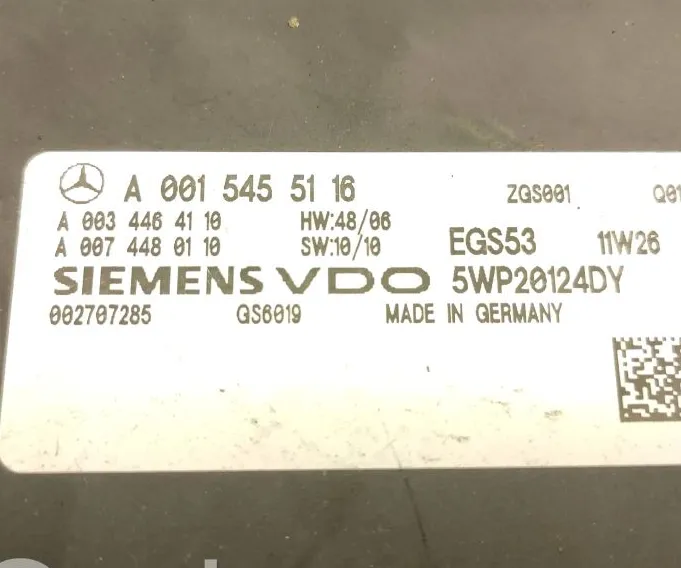 A 001 545 51 16 ZGS001 Q01
A 003 446 41 10 HW:48/06
A 007 448 01 10 SW:10/10 EGS53 11W26
SIEMENS VDO 5WP20124DY
002707285 GS6019 MADE IN GERMANY